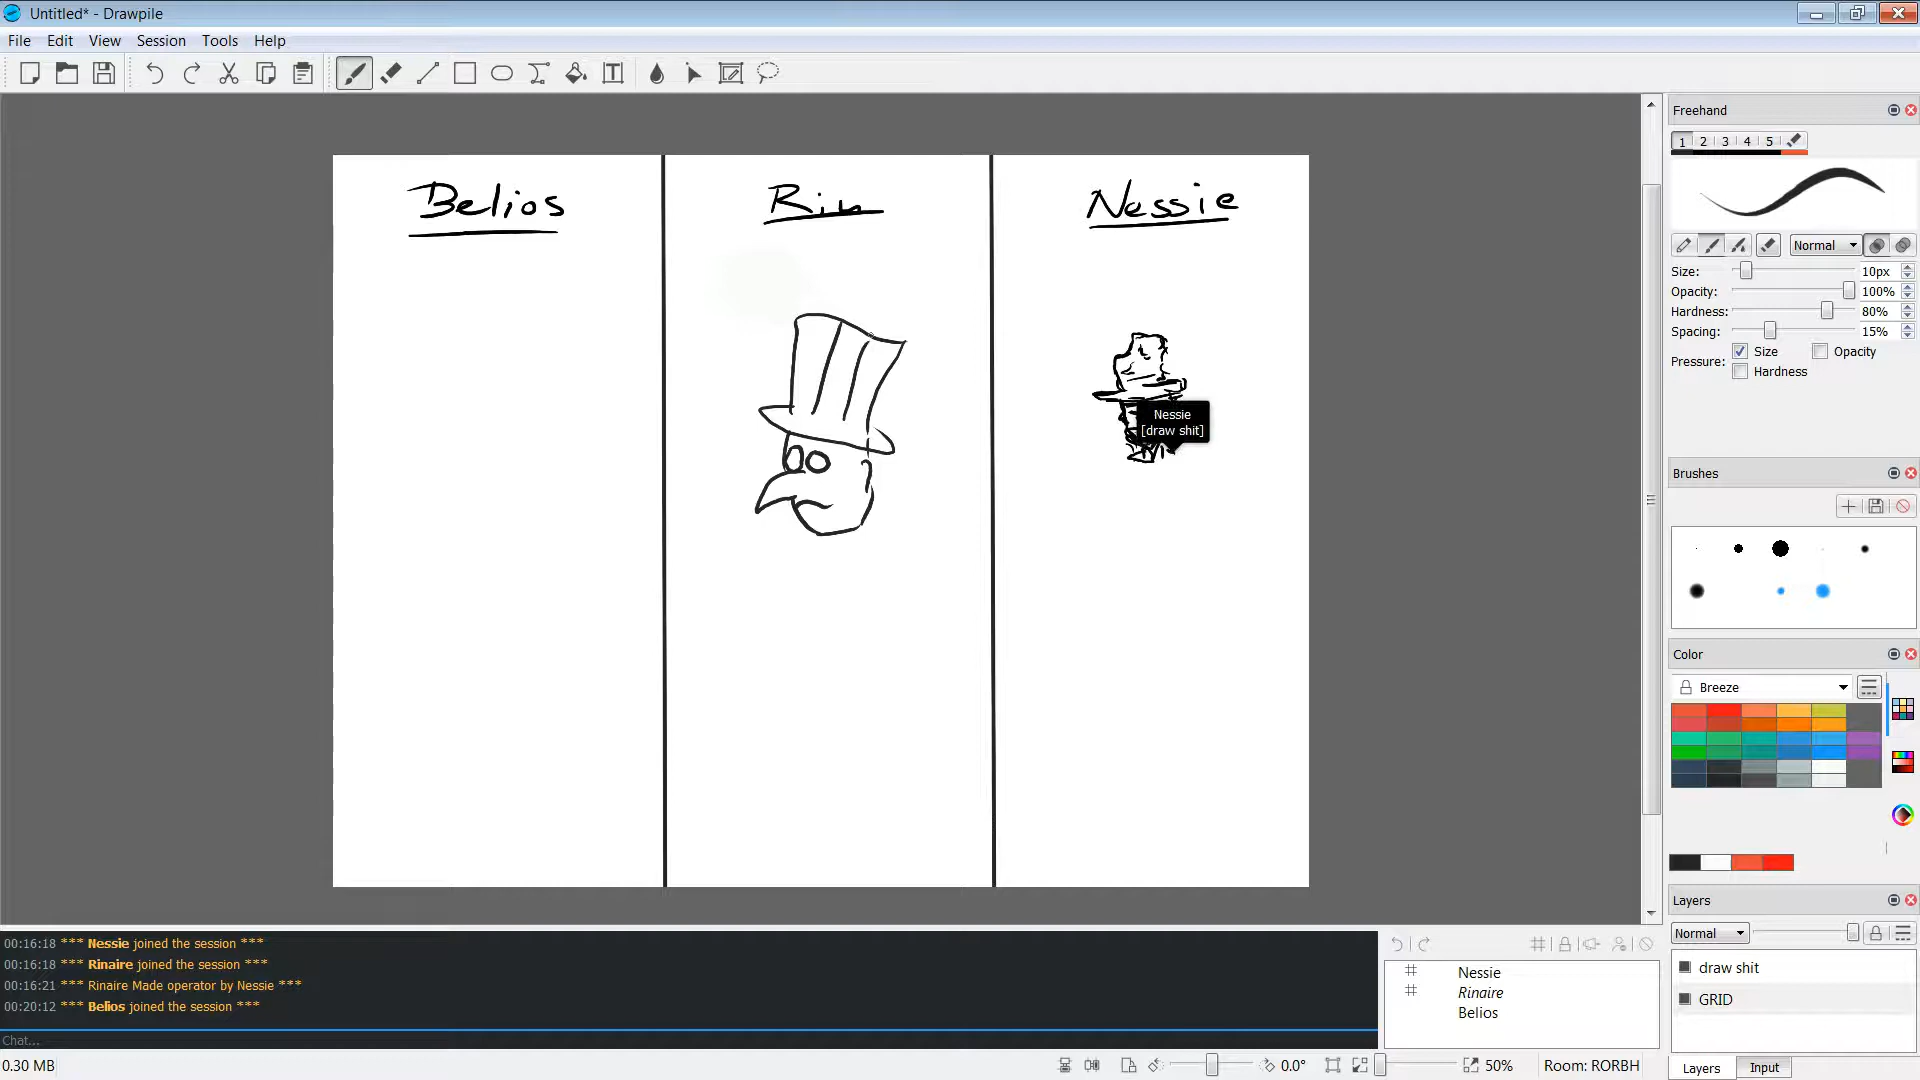 Untitled* - Drawpile
File Edit View Session Tools Help
Freehand
1 2 3 4 5
Normal
Size: 10px
Opacity: 100%
Hardness: 80%
Spacing: 15%
Pressure: Size Opacity
Hardness
Belios Rin Nessie
Nessie
[draw shit]
Brushes
Color
Breeze
Layers
Normal
draw shit
GRID
Layers Input
00:16:18 *** Nessie joined the session ***
00:16:18 *** Rinaire joined the session ***
00:16:21 *** Rinaire Made operator by Nessie ***
00:20:12 *** Belios joined the session ***
Chat...
Nessie
Rinaire
Belios
0.30 MB
0.0°
50%
Room: RORBH